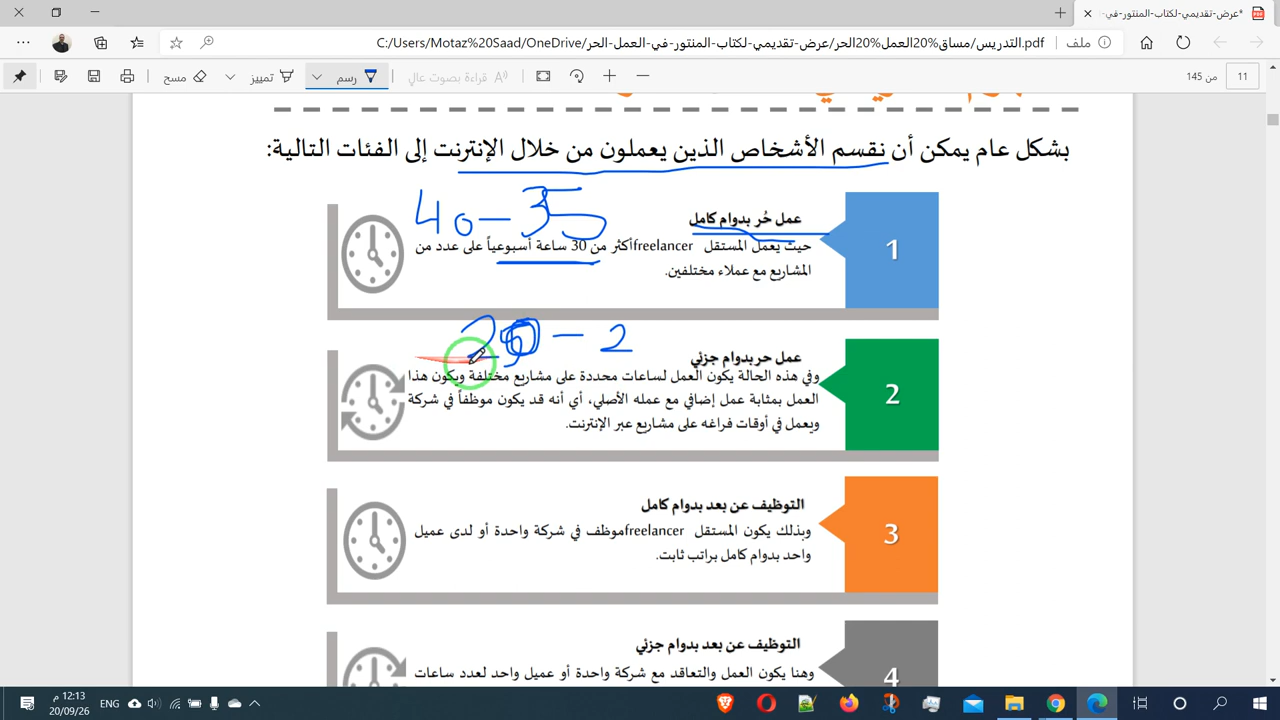 *عرض-تقديمي-لكتاب-المنثور-في-
ملف
C:/Users/Motaz%20Saad/OneDrive/التدريس/مساق%20العمل%20الحر/عرض-تقديمي-لكتاب-المنثور-في-العمل-الحر.pdf
11 من 145
قراءة بصوت عال
رسم
تمييز
مسح
بشكل عام يمكن أن نقسم الأشخاص الذين يعملون من خلال الإنترنت إلى الفئات التالية:
1
عمل حُر بدوام كامل
40 – 35
حيث يعمل المستقل freelancer أكثر من 30 ساعة أسبوعياً على عدد من
المشاريع مع عملاء مختلفين.
2
– 2
عمل حر بدوام جزئي
وفي هذه الحالة يكون العمل لساعات محددة على مشاريع مختلفة ويكون هذا
العمل بمثابة عمل إضافي مع عمله الأصلي، أي أنه قد يكون موظفاً في شركة
ويعمل في أوقات فراغه على مشاريع عبر الإنترنت.
3
التوظيف عن بعد بدوام كامل
وبذلك يكون المستقل freelancer موظف في شركة واحدة أو لدى عميل
واحد بدوام كامل براتب ثابت.
4
التوظيف عن بعد بدوام جزئي
وهنا يكون العمل والتعاقد مع شركة واحدة أو عميل واحد لعدد ساعات
ENG
12:13 م
20/09/26